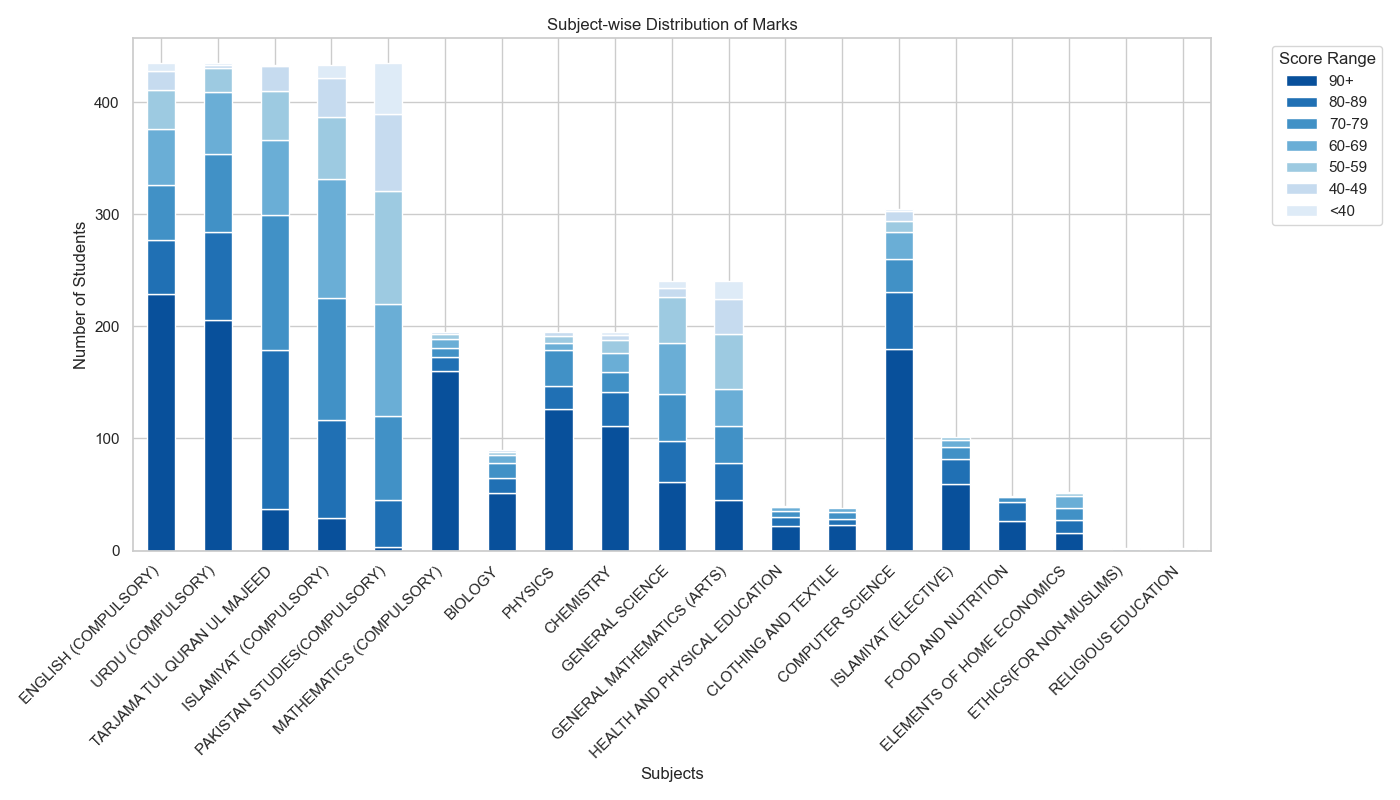 Subject-wise Distribution of Marks
Number of Students
400
300
200
100
0
ENGLISH (COMPULSORY)
URDU (COMPULSORY)
TARJAMA TUL QURAN UL MAJEED
ISLAMIYAT (COMPULSORY)
PAKISTAN STUDIES(COMPULSORY)
MATHEMATICS (COMPULSORY)
BIOLOGY
PHYSICS
CHEMISTRY
GENERAL SCIENCE
GENERAL MATHEMATICS (ARTS)
HEALTH AND PHYSICAL EDUCATION
CLOTHING AND TEXTILE
COMPUTER SCIENCE
ISLAMIYAT (ELECTIVE)
FOOD AND NUTRITION
ELEMENTS OF HOME ECONOMICS
ETHICS(FOR NON-MUSLIMS)
RELIGIOUS EDUCATION
Subjects
Score Range
90+
80-89
70-79
60-69
50-59
40-49
<40